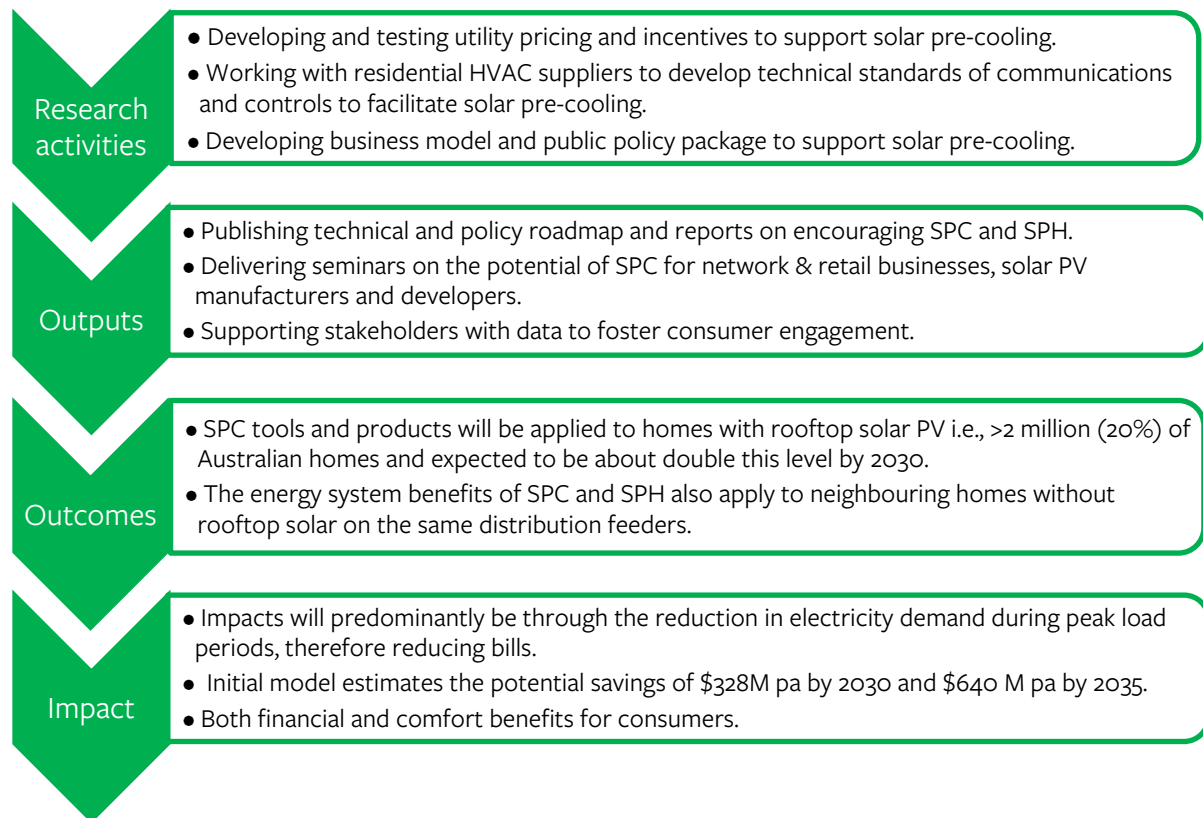 Research
activities
● Developing and testing utility pricing and incentives to support solar pre-cooling.
● Working with residential HVAC suppliers to develop technical standards of communications
and controls to facilitate solar pre-cooling.
● Developing business model and public policy package to support solar pre-cooling.
Outputs
● Publishing technical and policy roadmap and reports on encouraging SPC and SPH.
● Delivering seminars on the potential of SPC for network & retail businesses, solar PV
manufacturers and developers.
● Supporting stakeholders with data to foster consumer engagement.
Outcomes
● SPC tools and products will be applied to homes with rooftop solar PV i.e., >2 million (20%) of
Australian homes and expected to be about double this level by 2030.
● The energy system benefits of SPC and SPH also apply to neighbouring homes without
rooftop solar on the same distribution feeders.
Impact
● Impacts will predominantly be through the reduction in electricity demand during peak load
periods, therefore reducing bills.
● Initial model estimates the potential savings of $328M pa by 2030 and $640 M pa by 2035.
● Both financial and comfort benefits for consumers.